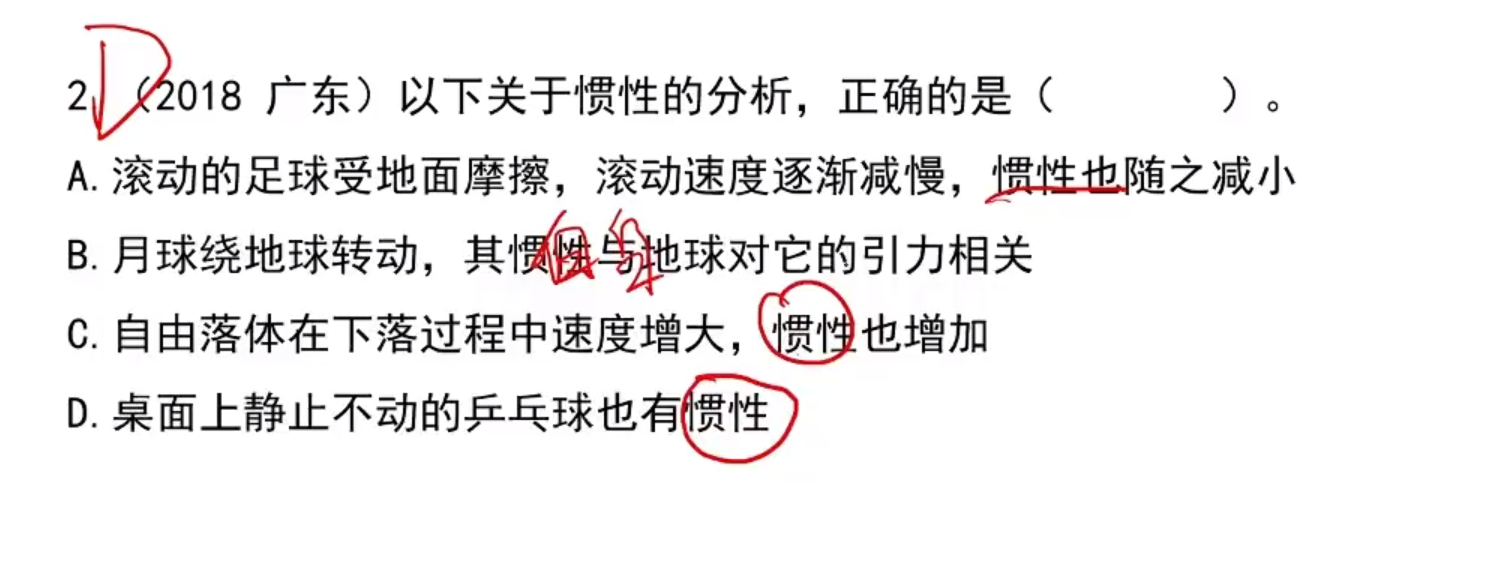 D
2.（2018 广东）以下关于惯性的分析，正确的是（　　　）。
A.滚动的足球受地面摩擦，滚动速度逐渐减慢，惯性也随之减小
B.月球绕地球转动，其惯性与地球对它的引力相关
C.自由落体在下落过程中速度增大，惯性也增加
D.桌面上静止不动的乒乓球也有惯性